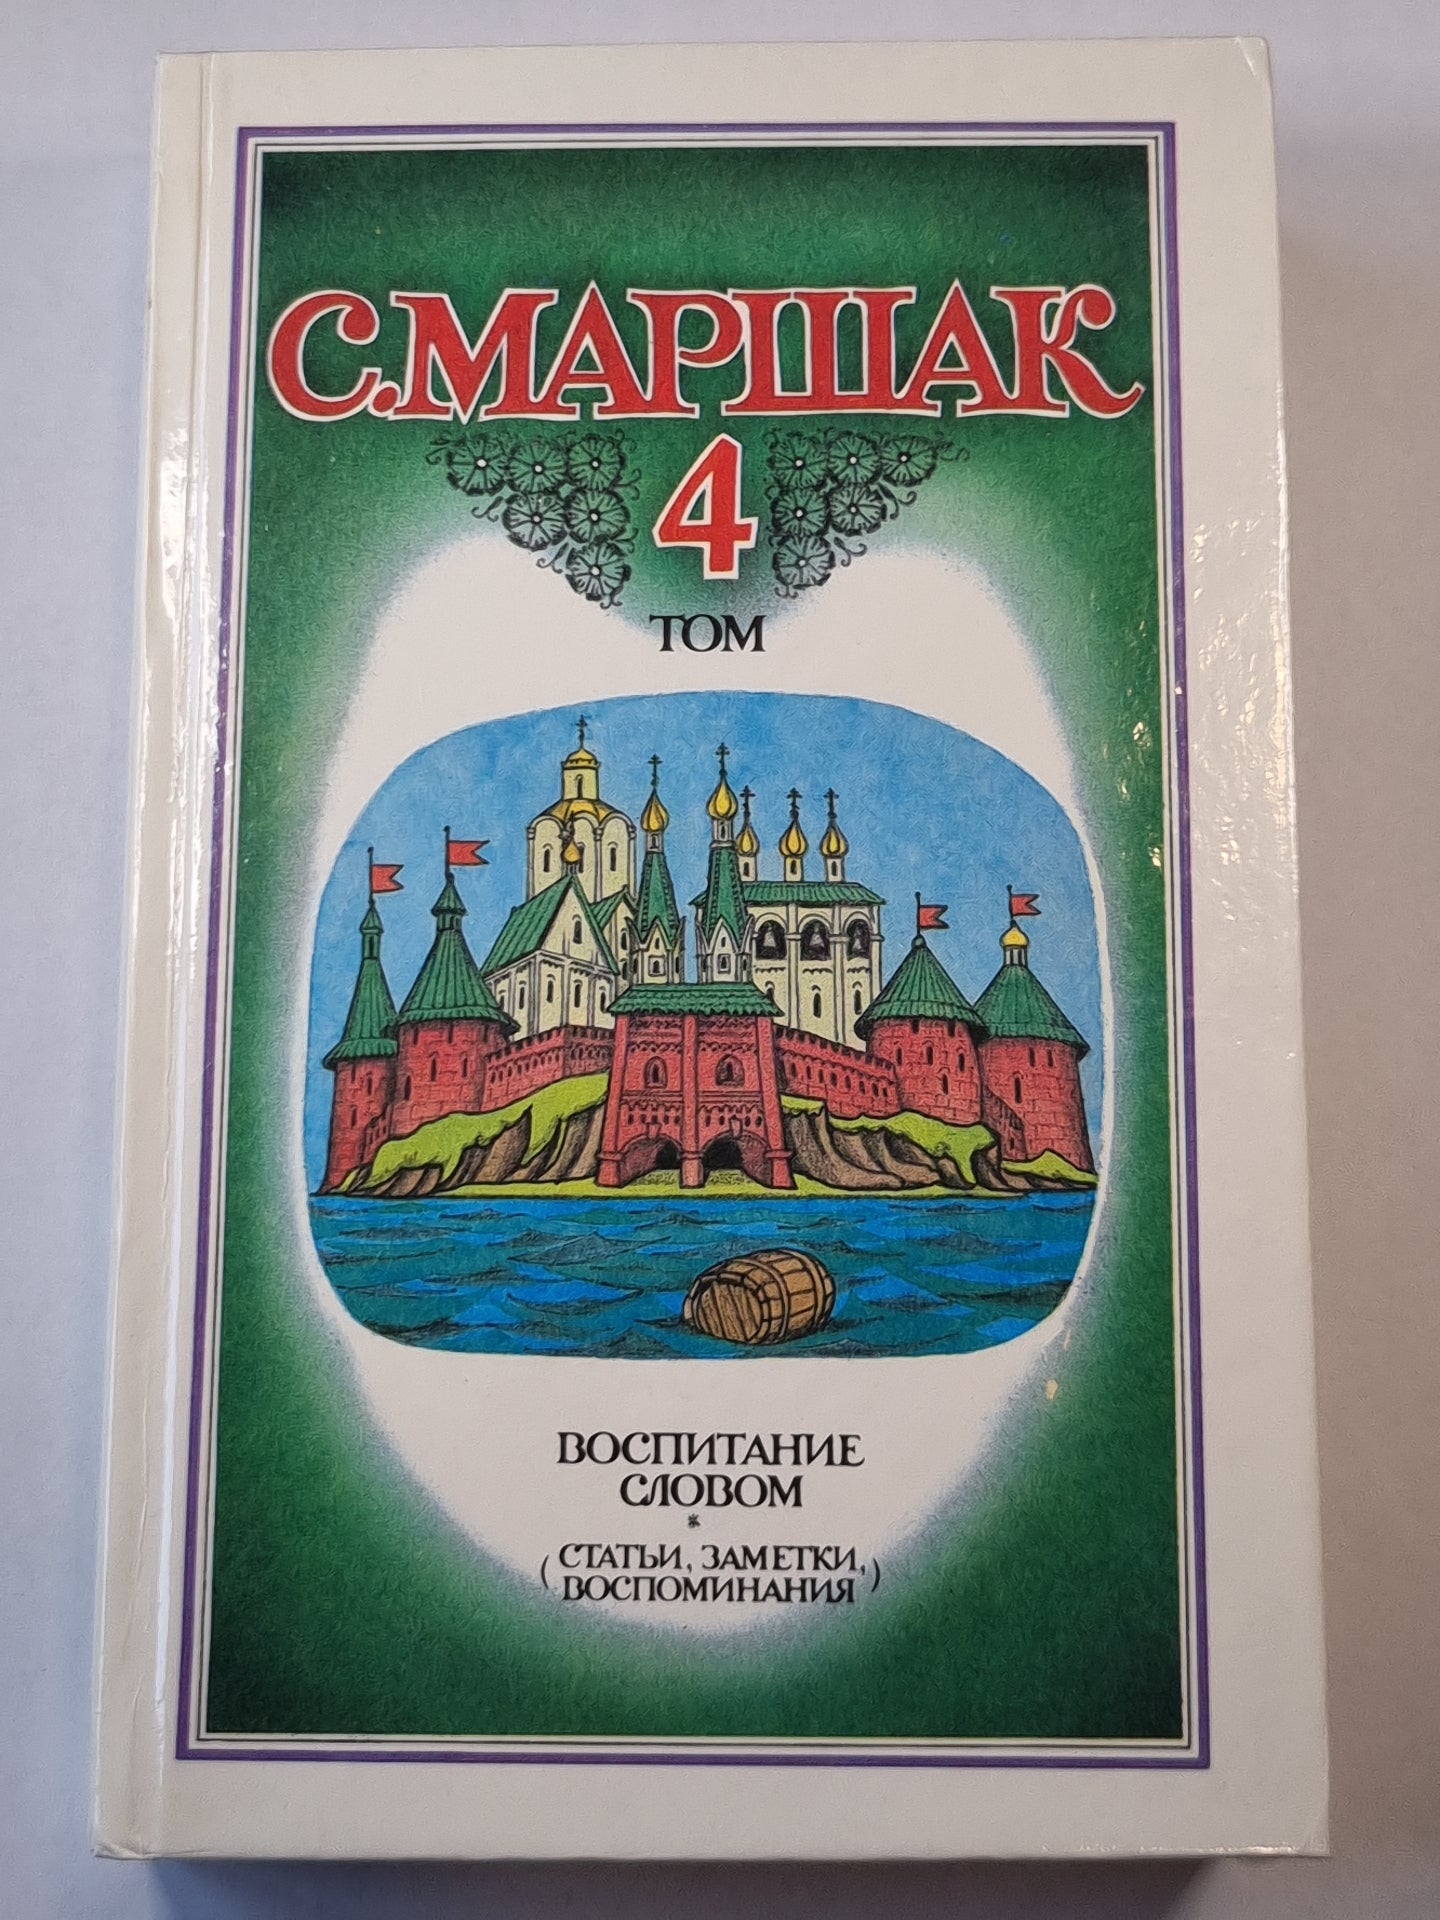 С. МАРШАК
4
ТОМ
ВОСПИТАНИЕ
СЛОВОМ
*
(СТАТЬИ, ЗАМЕТКИ,
ВОСПОМИНАНИЯ)